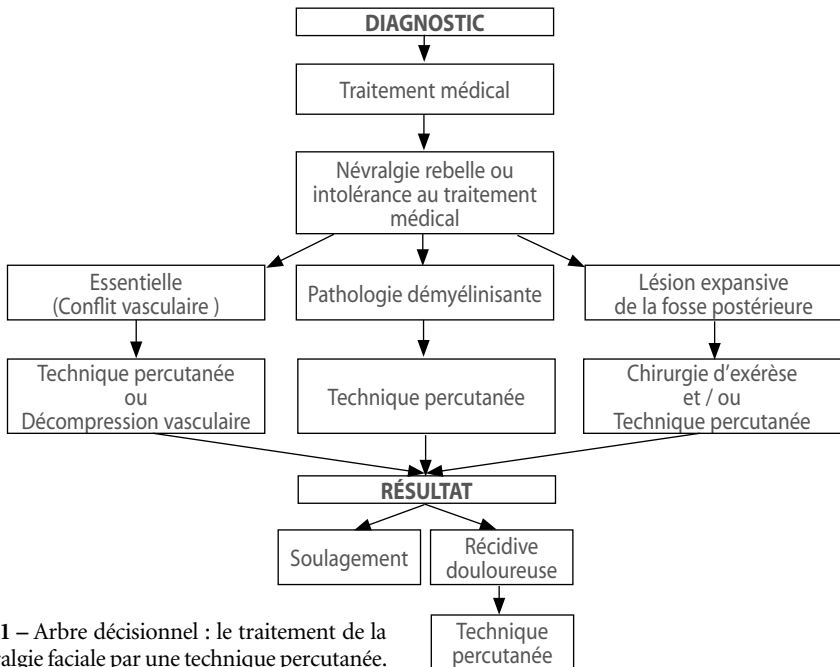 DIAGNOSTIC
Traitement médical
Névralgie rebelle ou
intolérance au traitement
médical
Essentielle
(Conflit vasculaire )
Pathologie démyélinisante
Lésion expansive
de la fosse postérieure
Technique percutanée
ou
Décompression vasculaire
Technique percutanée
Chirurgie d'exérèse
et / ou
Technique percutanée
RÉSULTAT
Soulagement
Récidive
douloureuse
Technique
percutanée
1 – Arbre décisionnel : le traitement de la
algie faciale par une technique percutanée.